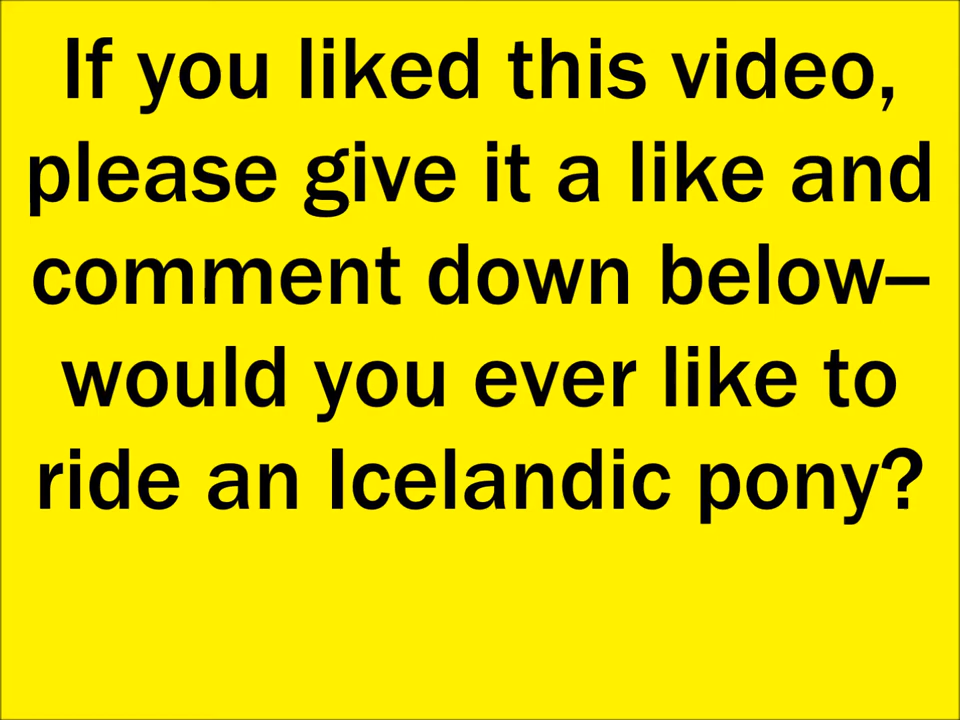 If you liked this video,
please give it a like and
comment down below–
would you ever like to
ride an Icelandic pony?